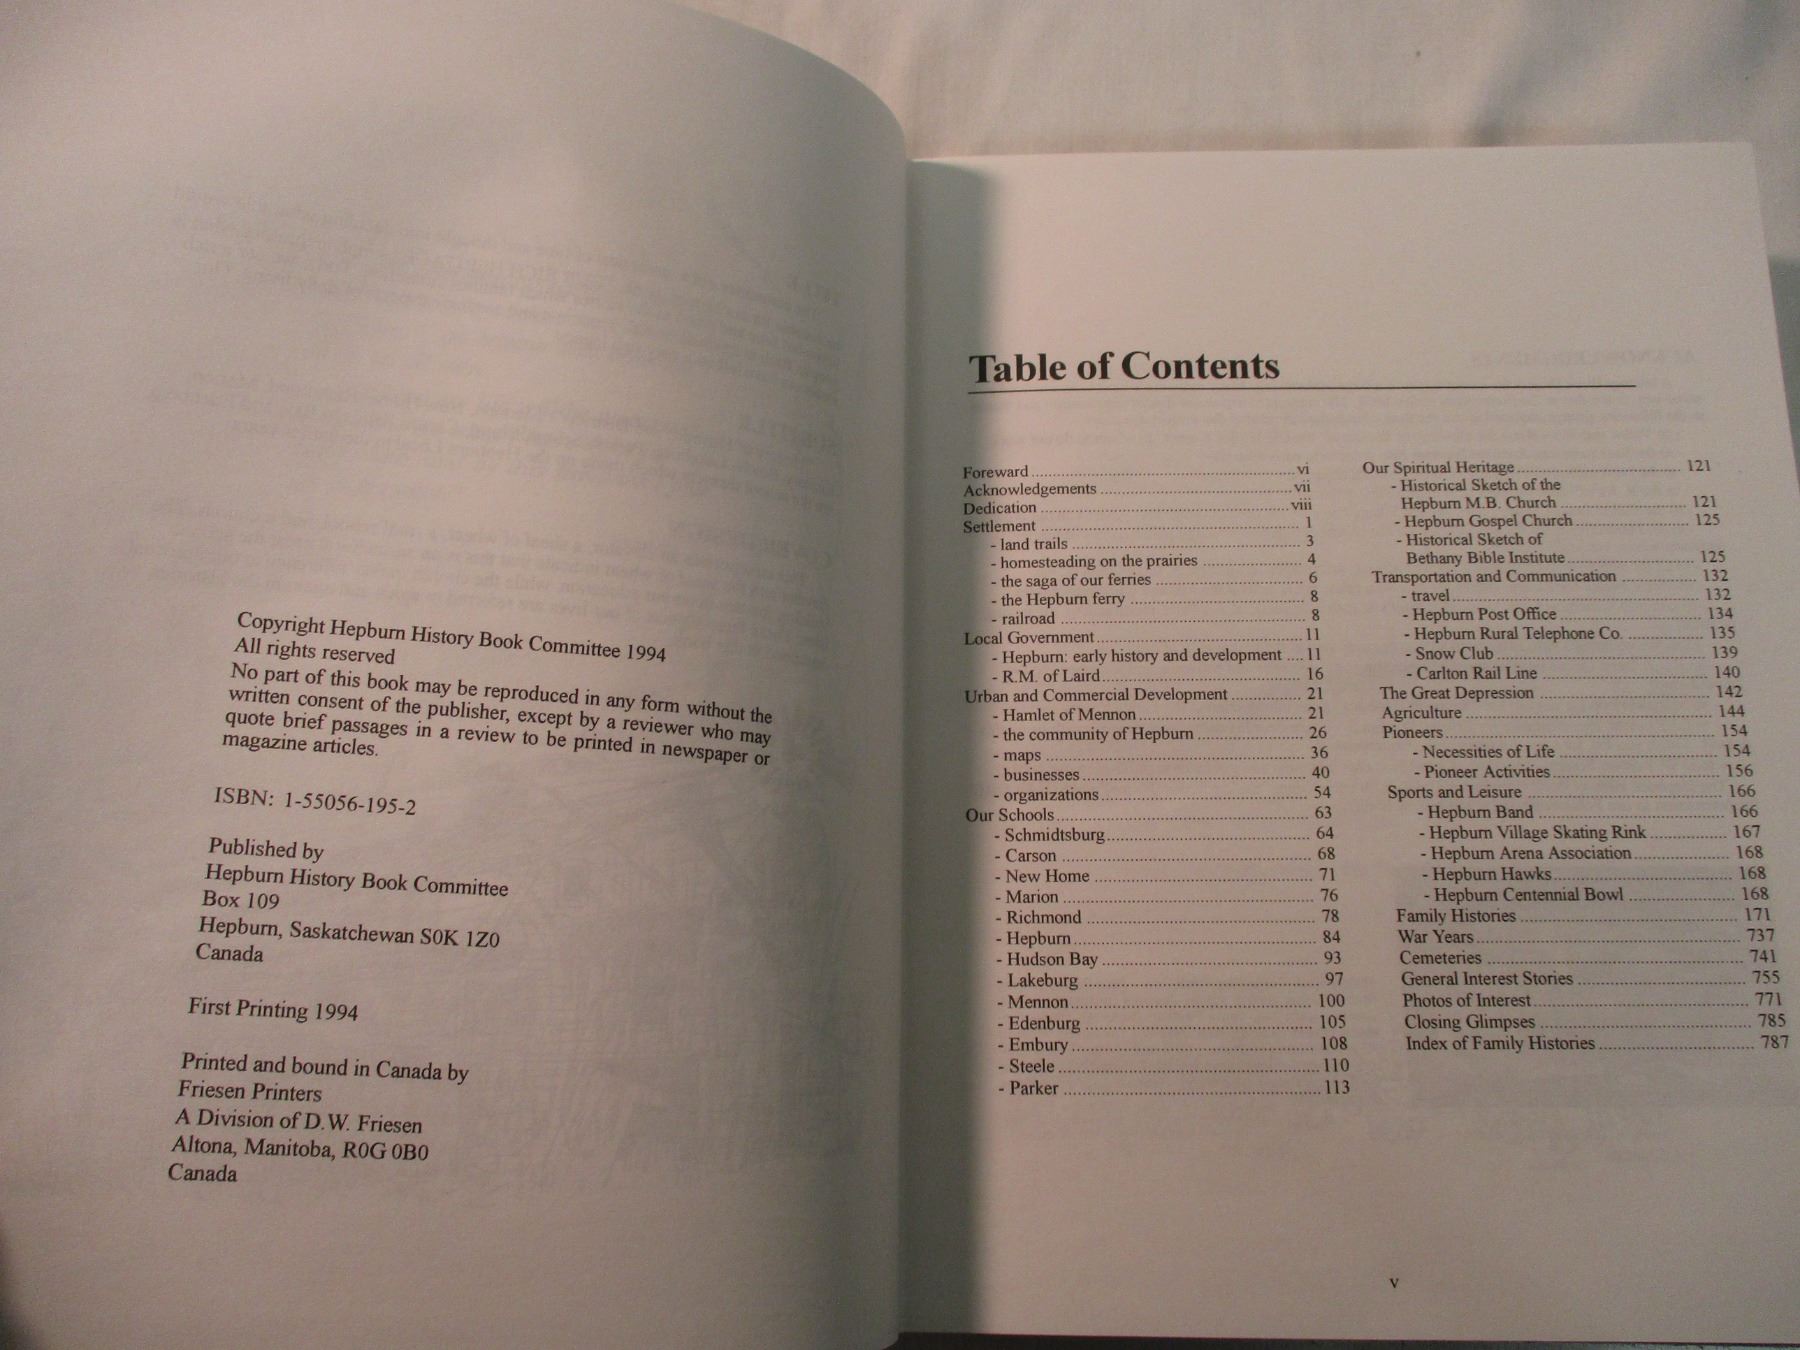 Copyright Hepburn History Book Committee 1994
All rights reserved
No part of this book may be reproduced in any form without the
written consent of the publisher, except by a reviewer who may
quote brief passages in a review to be printed in newspaper or
magazine articles.
ISBN: 1-55056-195-2
Published by
Hepburn History Book Committee
Box 109
Hepburn, Saskatchewan S0K 1Z0
Canada
First Printing 1994
Printed and bound in Canada by
Friesen Printers
A Division of D.W. Friesen
Altona, Manitoba, R0G 0B0
Canada
Table of Contents
Foreward ........ vi
Acknowledgements ........ vii
Dedication ........ viii
Settlement ........ 1
- land trails ........ 3
- homesteading on the prairies ........ 4
- the saga of our ferries ........ 6
- the Hepburn ferry ........ 8
- railroad ........ 8
Local Government ........ 11
- Hepburn: early history and development .... 11
- R.M. of Laird ........ 16
Urban and Commercial Development ........ 21
- Hamlet of Mennon ........ 21
- the community of Hepburn ........ 26
- maps ........ 36
- businesses ........ 40
- organizations ........ 54
Our Schools ........ 63
- Schmidtsburg ........ 64
- Carson ........ 68
- New Home ........ 71
- Marion ........ 76
- Richmond ........ 78
- Hepburn ........ 84
- Hudson Bay ........ 93
- Lakeburg ........ 97
- Mennon ........ 100
- Edenburg ........ 105
- Embury ........ 108
- Steele ........ 110
- Parker ........ 113
Our Spiritual Heritage ........ 121
- Historical Sketch of the
Hepburn M.B. Church ........ 121
- Hepburn Gospel Church ........ 125
- Historical Sketch of
Bethany Bible Institute ........ 125
Transportation and Communication ........ 132
- travel ........ 132
- Hepburn Post Office ........ 134
- Hepburn Rural Telephone Co. ........ 135
- Snow Club ........ 139
- Carlton Rail Line ........ 140
The Great Depression ........ 142
Agriculture ........ 144
Pioneers ........ 154
- Necessities of Life ........ 154
- Pioneer Activities ........ 156
Sports and Leisure ........ 166
- Hepburn Band ........ 166
- Hepburn Village Skating Rink ........ 167
- Hepburn Arena Association ........ 168
- Hepburn Hawks ........ 168
- Hepburn Centennial Bowl ........ 168
Family Histories ........ 171
War Years ........ 737
Cemeteries ........ 741
General Interest Stories ........ 755
Photos of Interest ........ 771
Closing Glimpses ........ 785
Index of Family Histories ........ 787
v